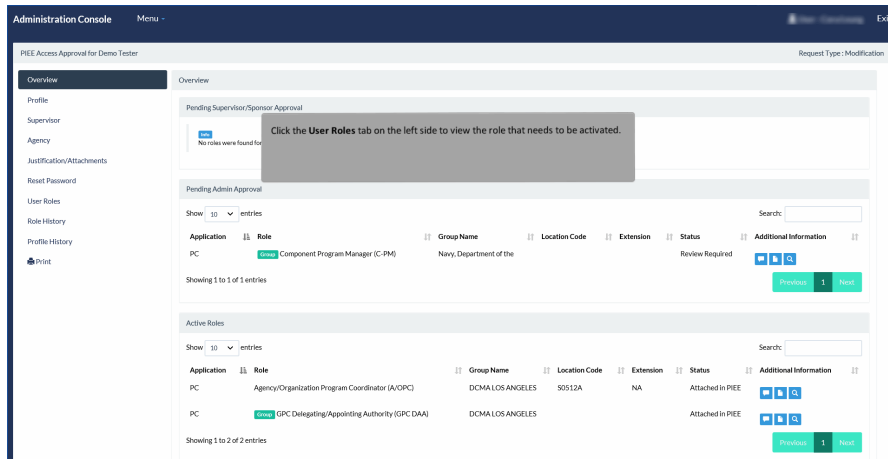 Administration Console Menu
Exi
PIEE Access Approval for Demo Tester
Request Type : Modification
Overview
Profile
Supervisor
Agency
Justification/Attachments
Reset Password
User Roles
Role History
Profile History
Print
Overview
Pending Supervisor/Sponsor Approval
Info
No roles were found for
Click the User Roles tab on the left side to view the role that needs to be activated.
Pending Admin Approval
Show 10 entries
Search:
Application Role Group Name Location Code Extension Status Additional Information
PC Group Component Program Manager (C-PM) Navy, Department of the Review Required
Showing 1 to 1 of 1 entries
Previous 1 Next
Active Roles
Show 10 entries
Search:
Application Role Group Name Location Code Extension Status Additional Information
PC Agency/Organization Program Coordinator (A/OPC) DCMA LOS ANGELES S0512A NA Attached in PIEE
PC Group GPC Delegating/Appointing Authority (GPC DAA) DCMA LOS ANGELES Attached in PIEE
Showing 1 to 2 of 2 entries
Previous 1 Next